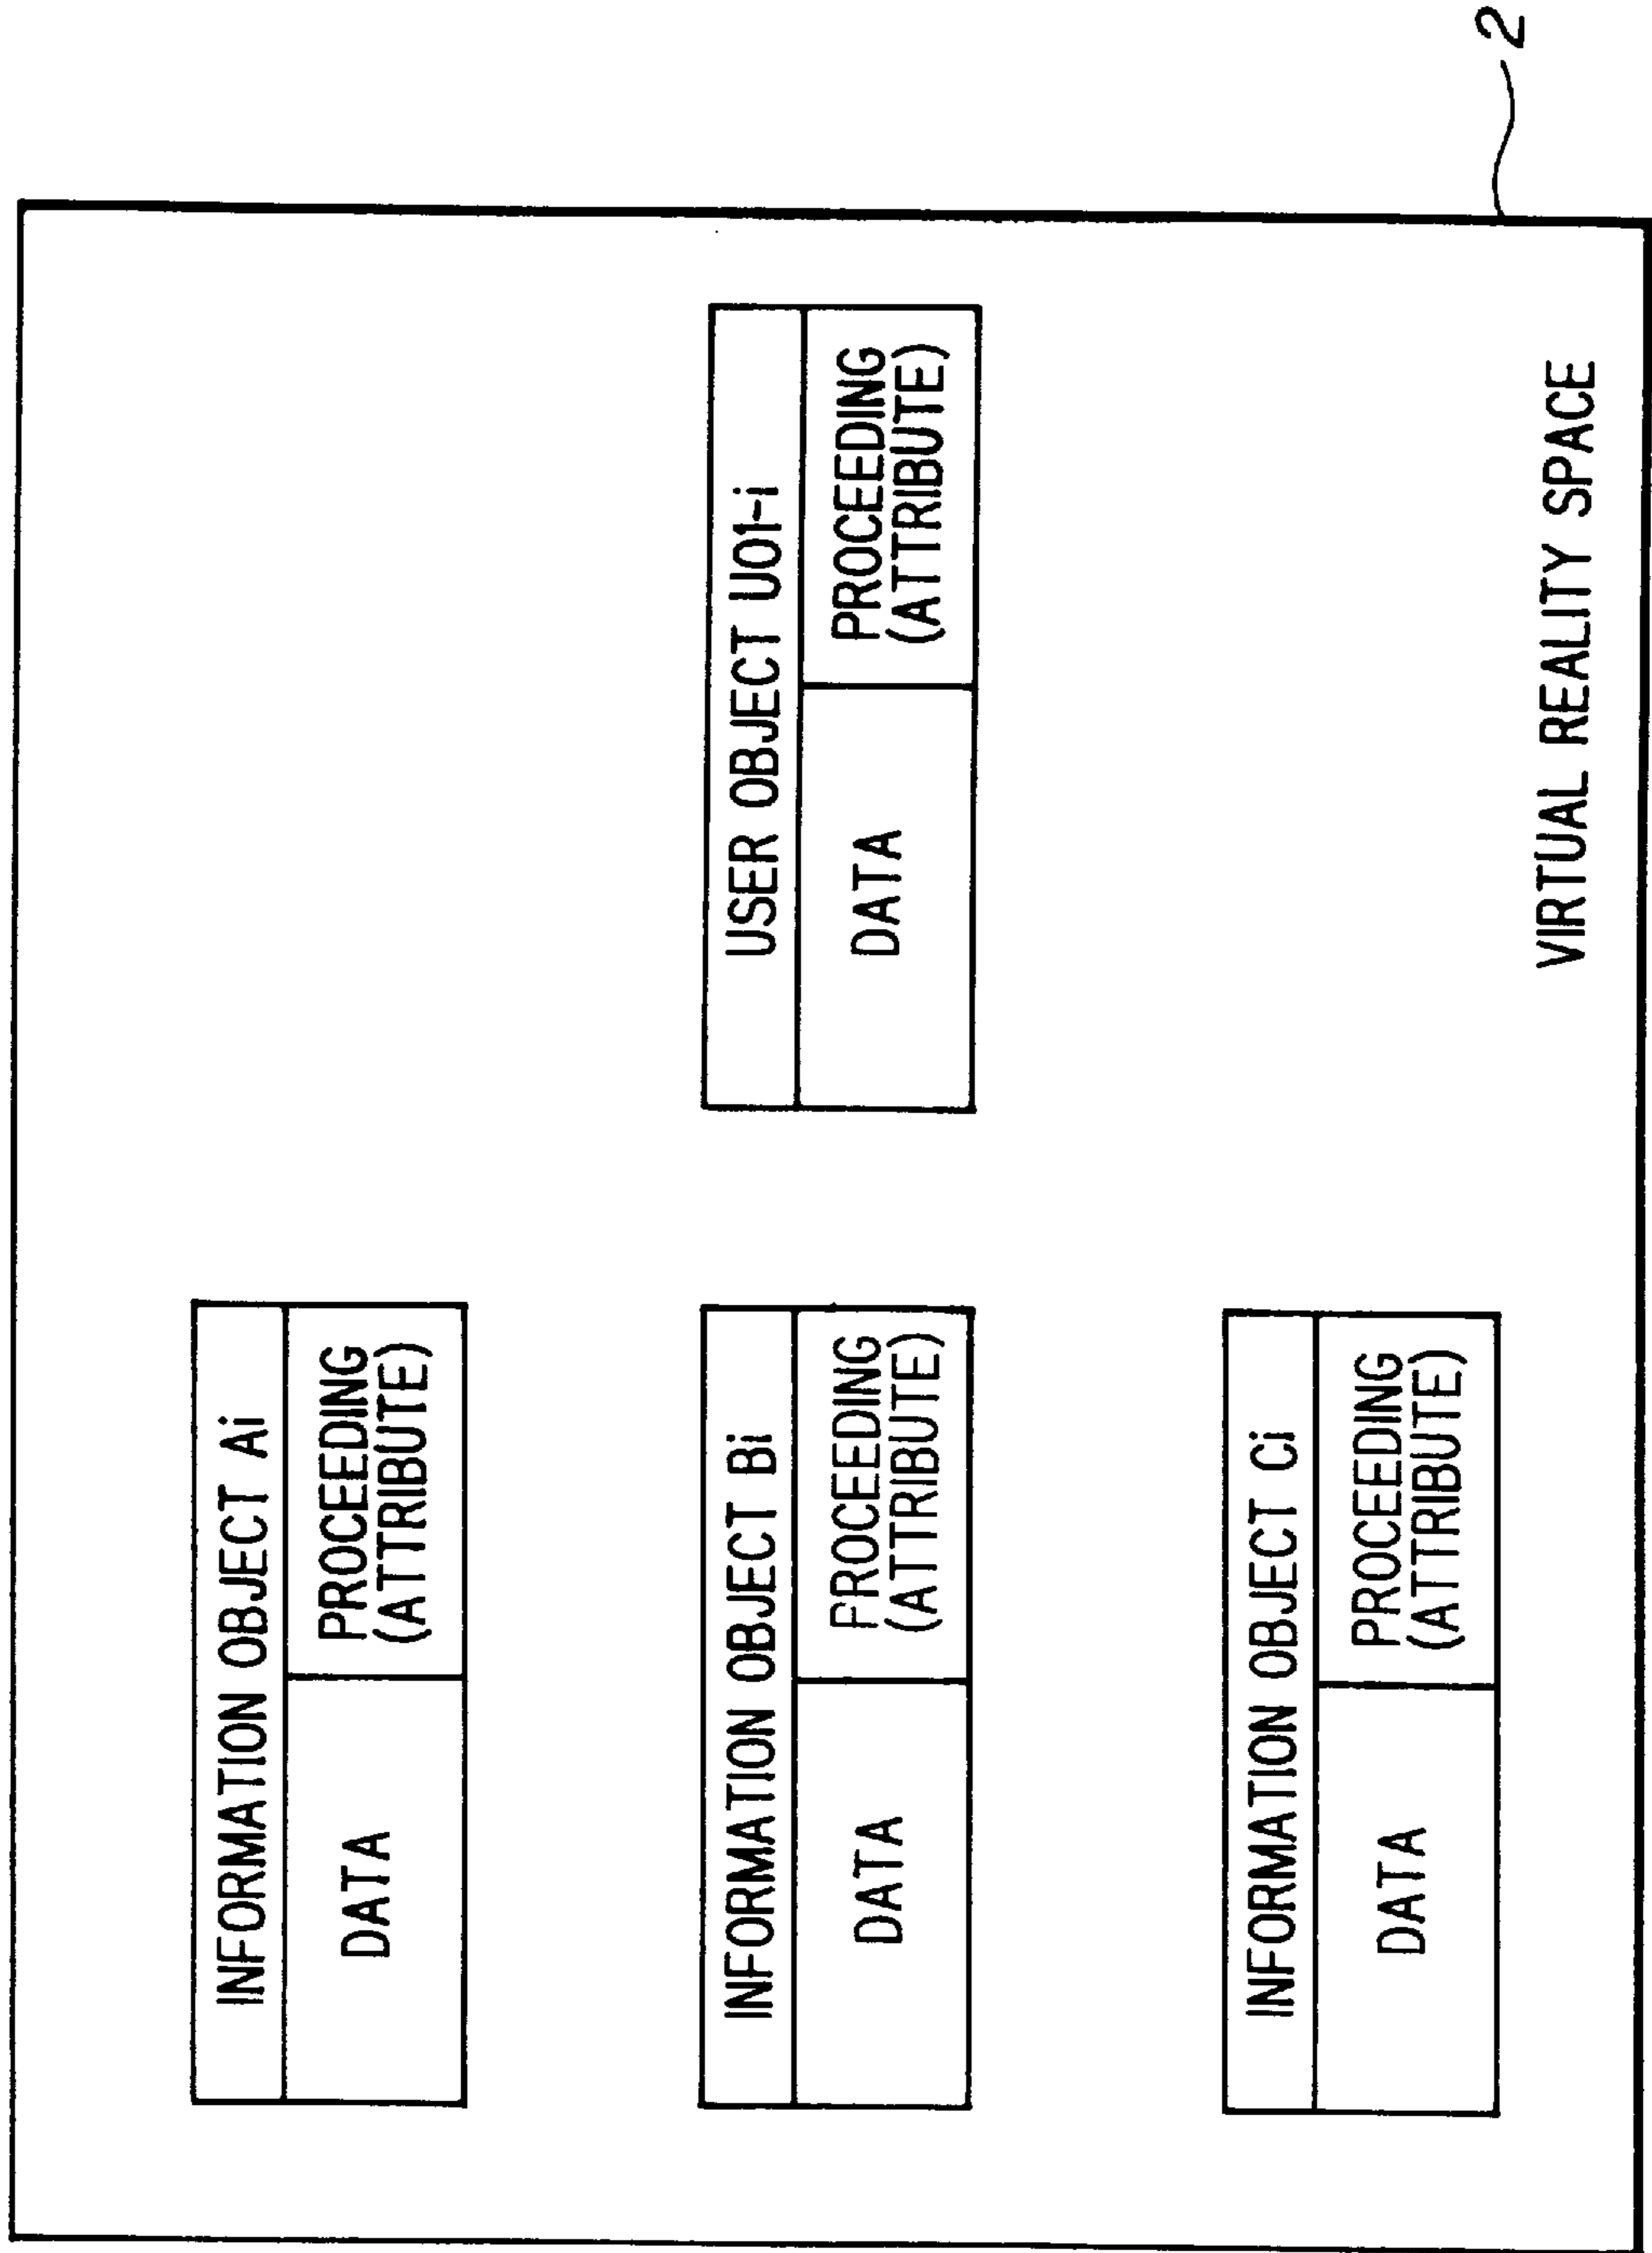 INFORMATION OBJECT Ai
DATA
PROCEEDING
(ATTRIBUTE)
INFORMATION OBJECT Bi
DATA
PROCEEDING
(ATTRIBUTE)
USER OBJECT U01-i
DATA
PROCEEDING
(ATTRIBUTE)
INFORMATION OBJECT Ci
DATA
PROCEEDING
(ATTRIBUTE)
VIRTUAL REALITY SPACE
2